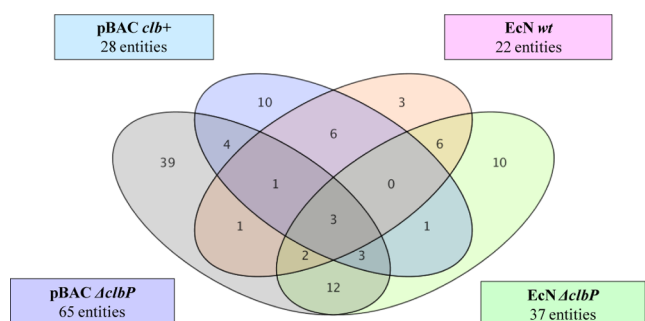 pBAC clb+
28 entities
EcN wt
22 entities
10
3
4
6
6
39
10
1
0
3
1
1
2
3
12
pBAC ΔclbP
65 entities
EcN ΔclbP
37 entities